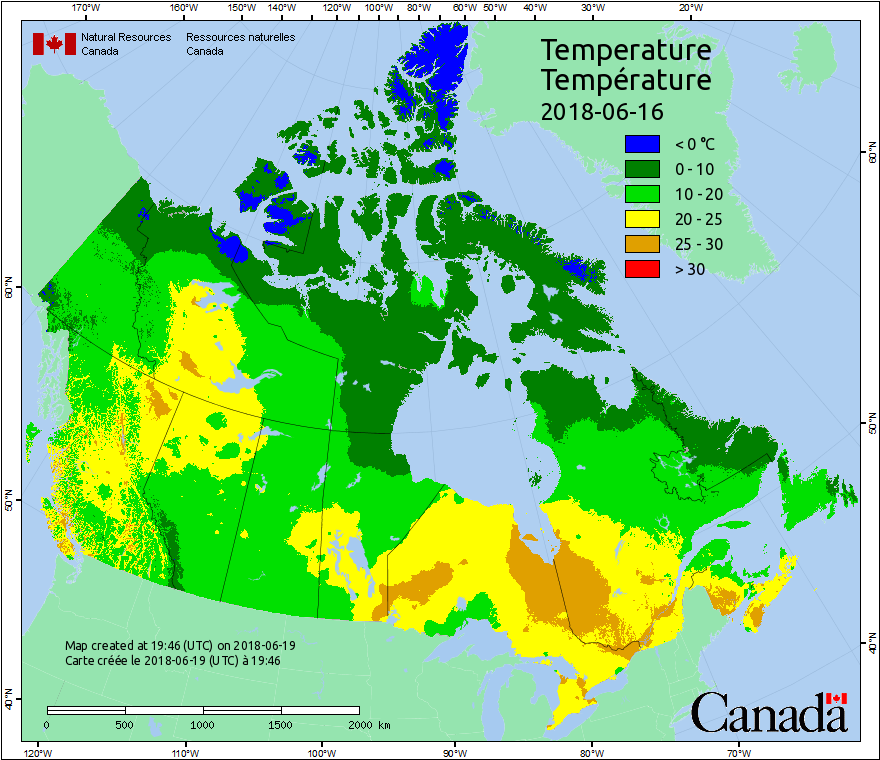 170°W 160°W 150°W 140°W 130°W 120°W 110°W 100°W 90°W 80°W 70°W 60°W 50°W 40°W 30°W 20°W
Natural Resources Ressources naturelles
Canada Canada
Temperature
Température
2018-06-16
< 0 °C
0 - 10
10 - 20
20 - 25
25 - 30
> 30
60°N
50°N
40°N
60°N
50°N
40°N
Map created at 19:46 (UTC) on 2018-06-19
Carte créée le 2018-06-19 (UTC) à 19:46
0 500 1000 1500 2000 km
Canada
120°W 110°W 100°W 90°W 80°W 70°W